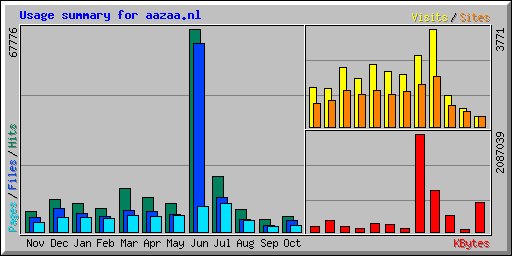 Usage summary for aazaa.nl
Visits/Sites
67776
3771
Pages/Files/Hits
2087039
Nov Dec Jan Feb Mar Apr May Jun Jul Aug Sep Oct
KBytes